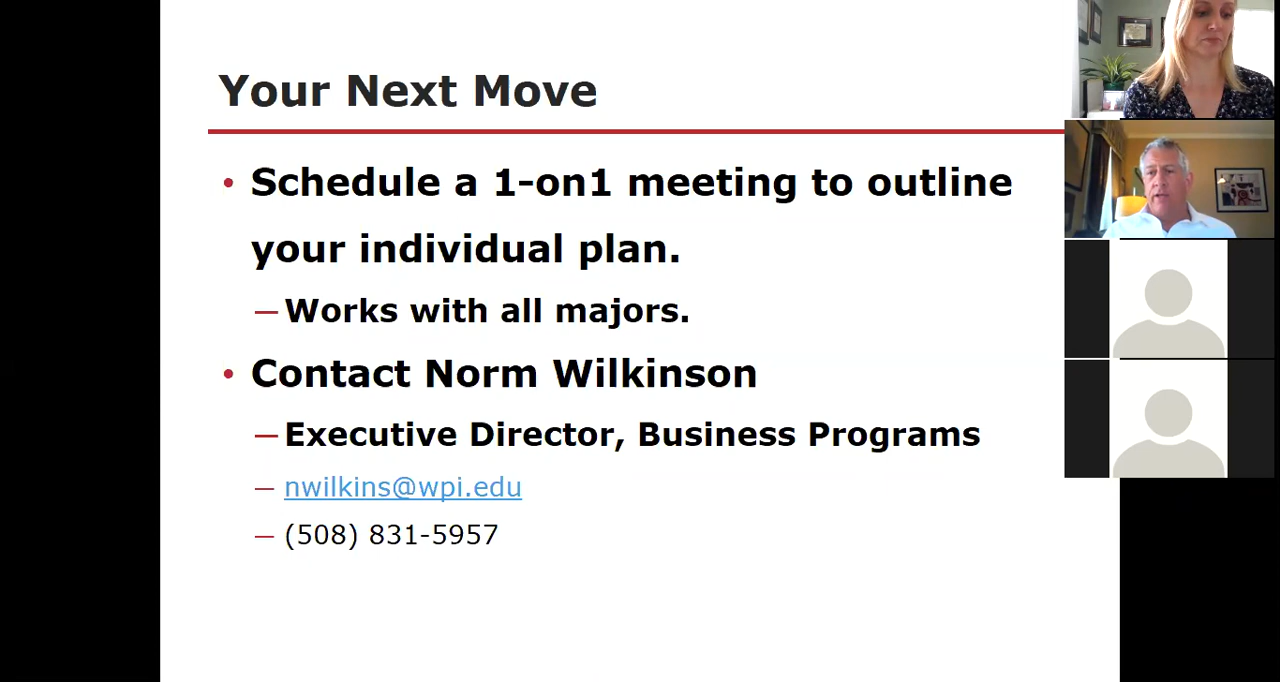 Your Next Move
• Schedule a 1-on1 meeting to outline
your individual plan.
— Works with all majors.
• Contact Norm Wilkinson
— Executive Director, Business Programs
— nwilkins@wpi.edu
— (508) 831-5957